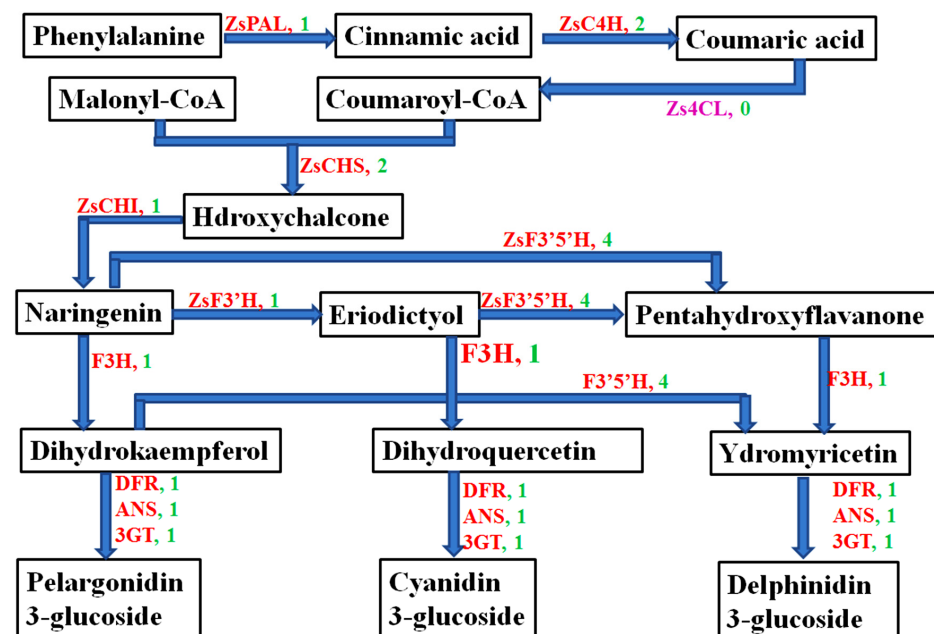 ZsPAL, 1
ZsC4H, 2
Phenylalanine
Cinnamic acid
Coumaric acid
Malonyl-CoA
Coumaroyl-CoA
Zs4CL, 0
ZsCHS, 2
ZsCHI, 1
Hdroxychalcone
ZsF3’5’H, 4
ZsF3’H, 1
ZsF3’5’H, 4
Naringenin
Eriodictyol
Pentahydroxyflavanone
F3H, 1
F3H, 1
F3H, 1
F3’5’H, 4
Dihydrokaempferol
Dihydroquercetin
Ydromyricetin
DFR, 1
ANS, 1
3GT, 1
DFR, 1
ANS, 1
3GT, 1
DFR, 1
ANS, 1
3GT, 1
Pelargonidin
3-glucoside
Cyanidin
3-glucoside
Delphinidin
3-glucoside